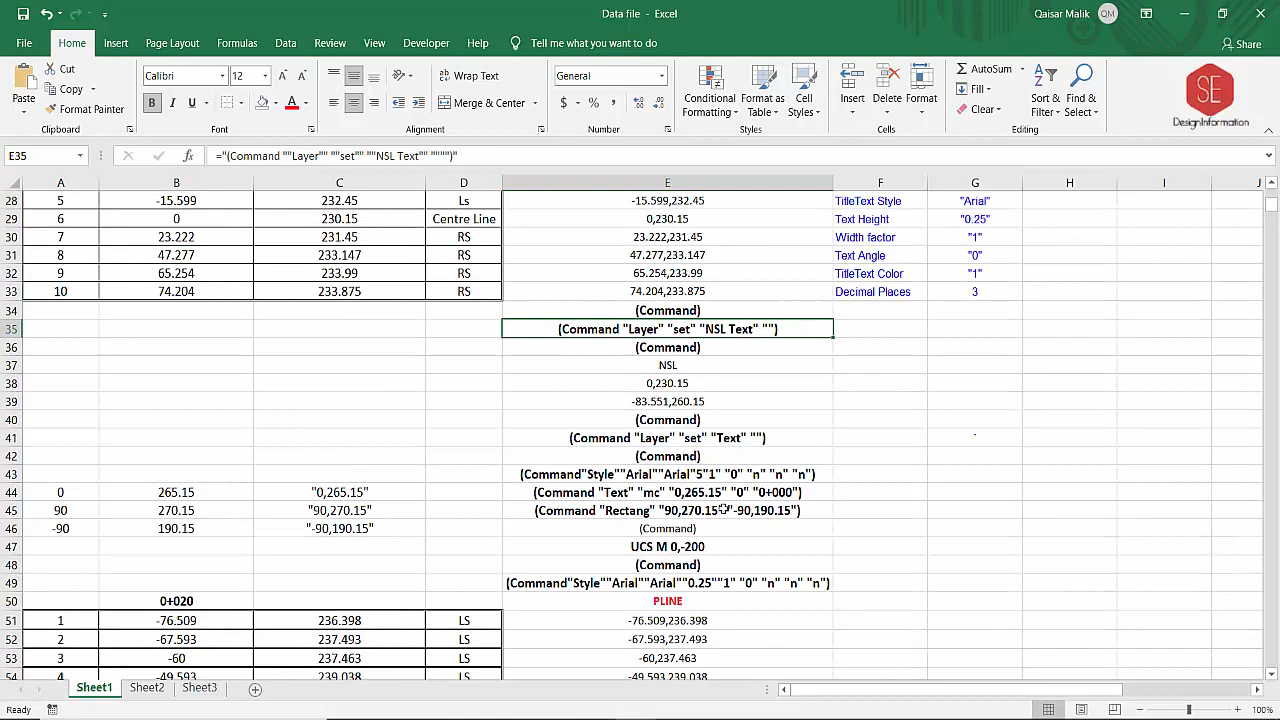 Data file - Excel
Qaisar Malik QM
File Home Insert Page Layout Formulas Data Review View Developer Help Tell me what you want to do Share
Paste Cut Copy Format Painter Calibri 12 Wrap Text Merge & Center General Conditional Formatting Format as Table Cell Styles Insert Delete Format AutoSum Fill Clear Sort & Filter Find & Select
SE
DesignInformation
Clipboard Font Alignment Number Styles Cells Editing
E35 fx ="(Command ""Layer"" ""set"" ""NSL Text"" """")"
A B C D E F G H I J
28 5 -15.599 232.45 Ls -15.599,232.45 TitleText Style "Arial"
29 6 0 230.15 Centre Line 0,230.15 Text Height "0.25"
30 7 23.222 231.45 RS 23.222,231.45 Width factor "1"
31 8 47.277 233.147 RS 47.277,233.147 Text Angle "0"
32 9 65.254 233.99 RS 65.254,233.99 TitleText Color "1"
33 10 74.204 233.875 RS 74.204,233.875 Decimal Places 3
34 (Command)
35 (Command "Layer" "set" "NSL Text" "")
36 (Command)
37 NSL
38 0,230.15
39 -83.551,260.15
40 (Command)
41 (Command "Layer" "set" "Text" "")
42 (Command)
43 (Command"Style""Arial""Arial"5"1" "0" "n" "n" "n")
44 0 265.15 "0,265.15" (Command "Text" "mc" "0,265.15" "0" "0+000")
45 90 270.15 "90,270.15" (Command "Rectang" "90,270.15" "-90,190.15")
46 -90 190.15 "-90,190.15" (Command)
47 UCS M 0,-200
48 (Command)
49 (Command"Style""Arial""Arial""0.25""1" "0" "n" "n" "n")
50 0+020 PLINE
51 1 -76.509 236.398 LS -76.509,236.398
52 2 -67.593 237.493 LS -67.593,237.493
53 3 -60 237.463 LS -60,237.463
54 4 -49.593 239.038 LS -49.593,239.038
Sheet1 Sheet2 Sheet3
Ready 100%